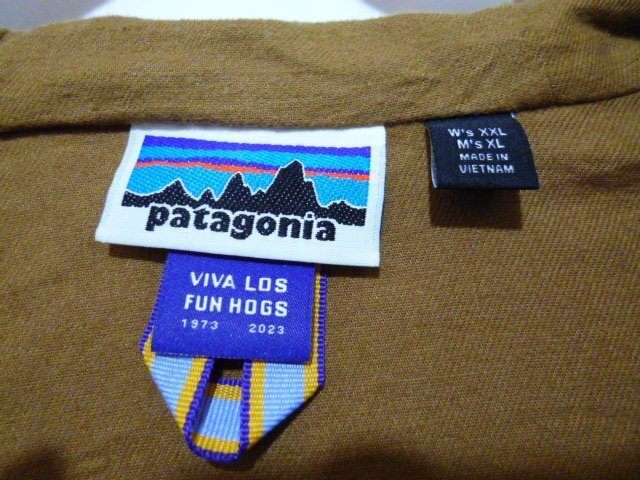 patagonia
VIVA LOS
FUN HOGS
1973 2023
W's XXL
M's XL
MADE IN
VIETNAM